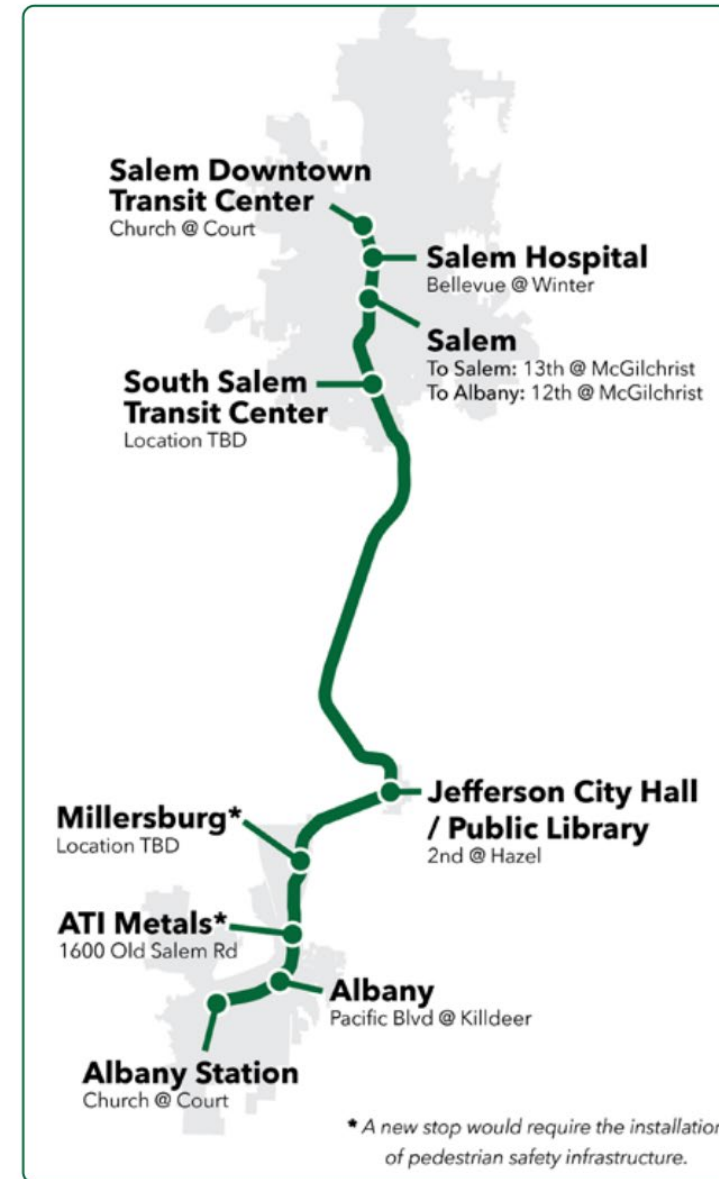 Salem Downtown
Transit Center
Church @ Court
Salem Hospital
Bellevue @ Winter
Salem
To Salem: 13th @ McGilchrist
To Albany: 12th @ McGilchrist
South Salem
Transit Center
Location TBD
Jefferson City Hall
/ Public Library
2nd @ Hazel
Millersburg*
Location TBD
ATI Metals*
1600 Old Salem Rd
Albany
Pacific Blvd @ Killdeer
Albany Station
Church @ Court
* A new stop would require the installation
of pedestrian safety infrastructure.